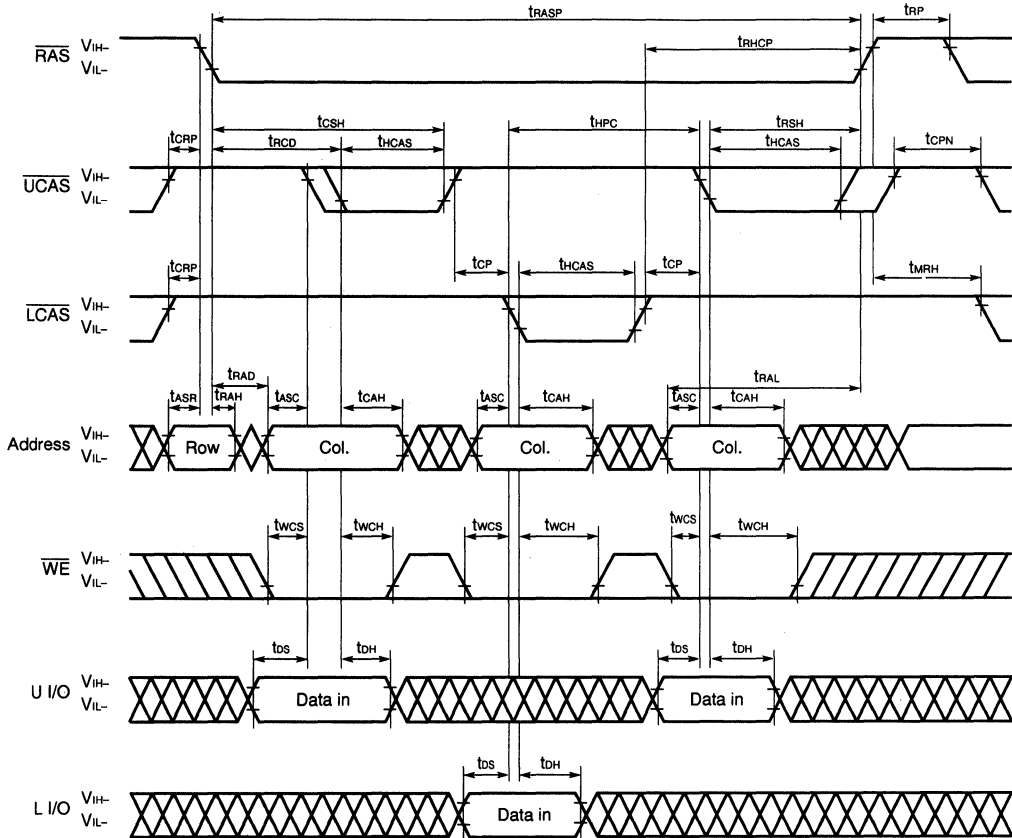 tRASP
tRP
tRHCP
RAS
VIH–
VIL–
tCSH
tHPC
tRSH
tCRP
tRCD
tHCAS
tHCAS
tCPN
UCAS
VIH–
VIL–
tCRP
tCP
tHCAS
tCP
tMRH
LCAS
VIH–
VIL–
tRAD
tRAL
tASR
tRAH
tASC
tCAH
tASC
tCAH
tASC
tCAH
Address
VIH–
VIL–
Row
Col.
Col.
Col.
tWCS
tWCH
tWCS
tWCH
tWCS
tWCH
WE
VIH–
VIL–
tDS
tDH
tDS
tDH
U I/O
VIH–
VIL–
Data in
Data in
tDS
tDH
L I/O
VIH–
VIL–
Data in